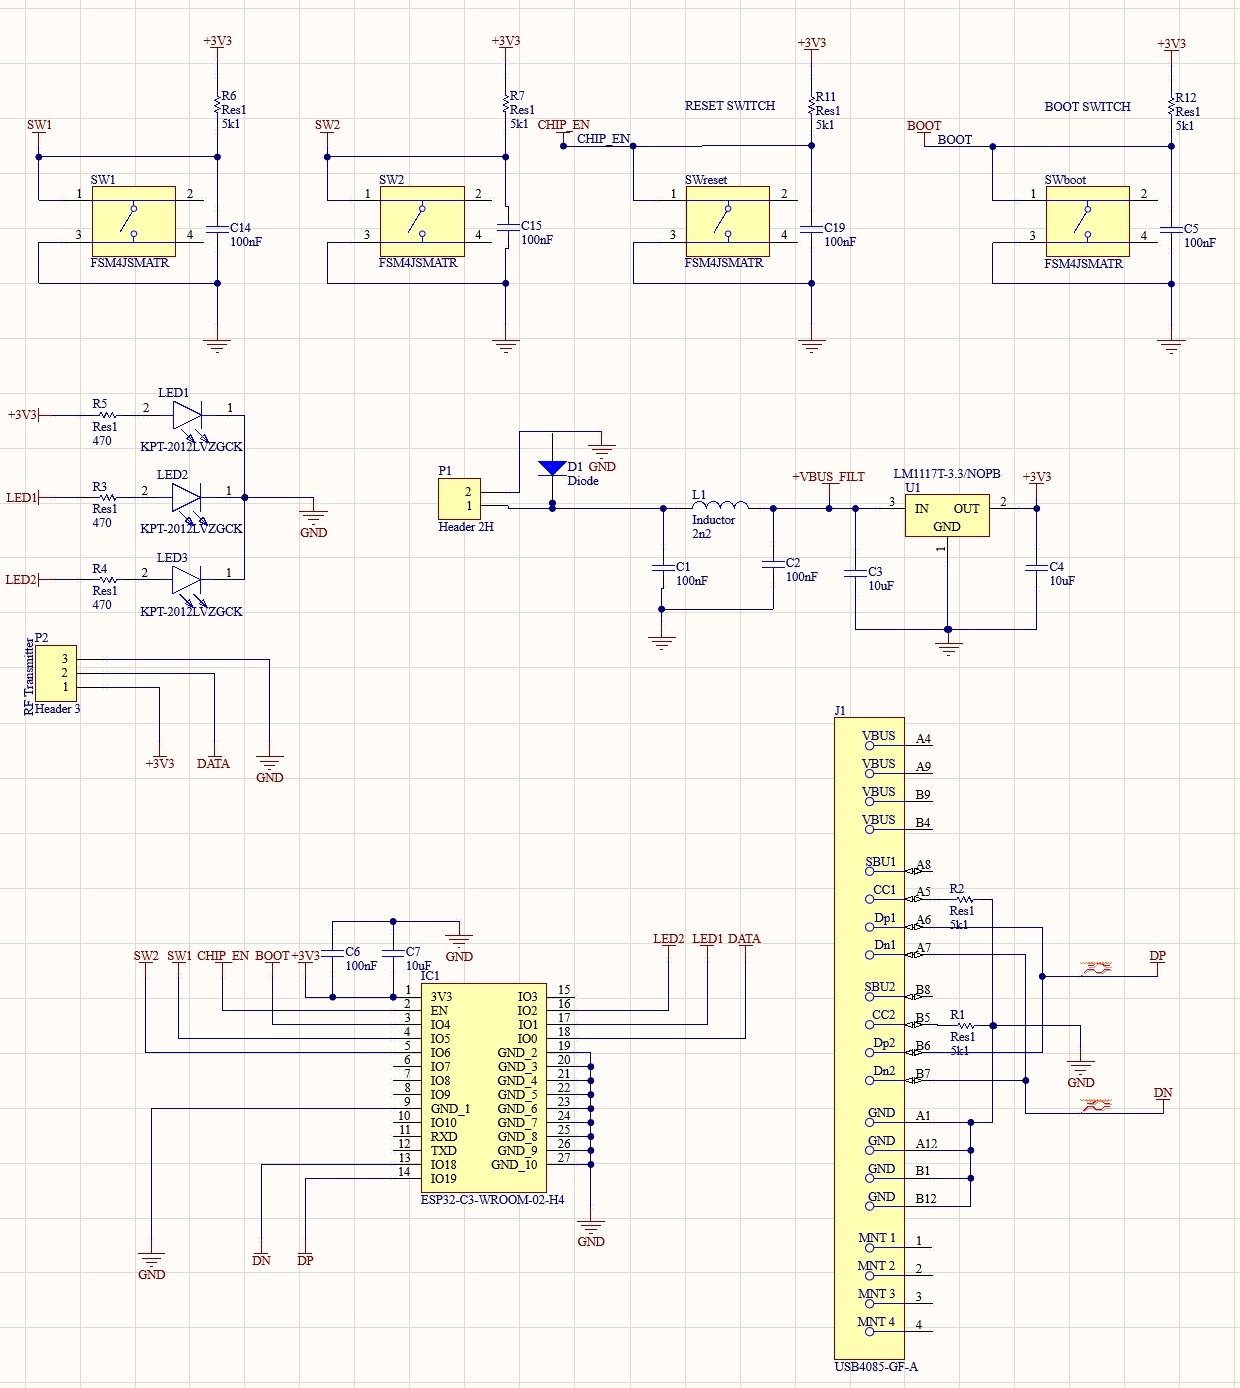 +3V3
+3V3
+3V3
+3V3
R6
Res1
5k1
R7
Res1
5k1
R11
Res1
5k1
R12
Res1
5k1
RESET SWITCH
BOOT SWITCH
SW1
SW2
CHIP_EN
CHIP_EN
BOOT
BOOT
SW1
1
2
3
4
FSM4JSMATR
C14
100nF
SW2
1
2
3
4
FSM4JSMATR
C15
100nF
SWreset
1
2
3
4
FSM4JSMATR
C19
100nF
SWboot
1
2
3
4
FSM4JSMATR
C5
100nF
+3V3
R5
Res1
470
2
LED1
1
KPT-2012LVZGCK
LED1
R3
Res1
470
2
LED2
1
KPT-2012LVZGCK
GND
LED2
R4
Res1
470
2
LED3
1
KPT-2012LVZGCK
P1
2
1
Header 2H
D1
Diode
GND
L1
Inductor
2n2
C1
100nF
C2
100nF
+VBUS_FILT
C3
10uF
LM1117T-3.3/NOPB
U1
3
IN
OUT
2
GND
1
+3V3
C4
10uF
P2
RF Transmitter
3
2
1
Header 3
+3V3
DATA
GND
J1
VBUS A4
VBUS A9
VBUS B9
VBUS B4
SBU1 A8
CC1 A5
Dp1 A6
Dn1 A7
SBU2 B8
CC2 B5
Dp2 B6
Dn2 B7
GND A1
GND A12
GND B1
GND B12
MNT 1 1
MNT 2 2
MNT 3 3
MNT 4 4
USB4085-GF-A
R2
Res1
5k1
R1
Res1
5k1
DP
GND
DN
SW2
SW1
CHIP_EN
BOOT
+3V3
C6
100nF
C7
10uF
GND
LED2
LED1
DATA
IC1
1 3V3
2 EN
3 IO4
4 IO5
5 IO6
6 IO7
7 IO8
8 IO9
9 GND_1
10 IO10
11 RXD
12 TXD
13 IO18
14 IO19
IO3 15
IO2 16
IO1 17
IO0 18
GND_2 19
GND_3 20
GND_4 21
GND_5 22
GND_6 23
GND_7 24
GND_8 25
GND_9 26
GND_10 27
ESP32-C3-WROOM-02-H4
GND
DN
DP
GND